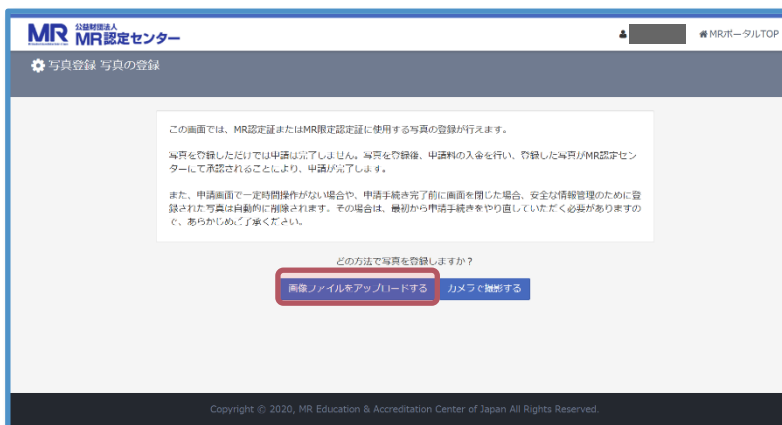 MR 公益財団法人
MR認定センター
MRポータルTOP
写真登録 写真の登録
この画面では、MR認定証またはMR限定認定証に使用する写真の登録が行えます。
写真を登録しただけでは申請は完了しません。写真を登録後、申請料の入金を行い、登録した写真がMR認定セン
ターにて承認されることにより、申請が完了します。
また、申請画面で一定時間操作がない場合や、申請手続き完了前に画面を閉じた場合、安全な情報管理のために登
録された写真は自動的に削除されます。その場合は、最初から申請手続きをやり直していただく必要がありますの
で、あらかじめご了承ください。
どの方法で写真を登録しますか？
画像ファイルをアップロードする カメラで撮影する
Copyright © 2020, MR Education & Accreditation Center of Japan All Rights Reserved.